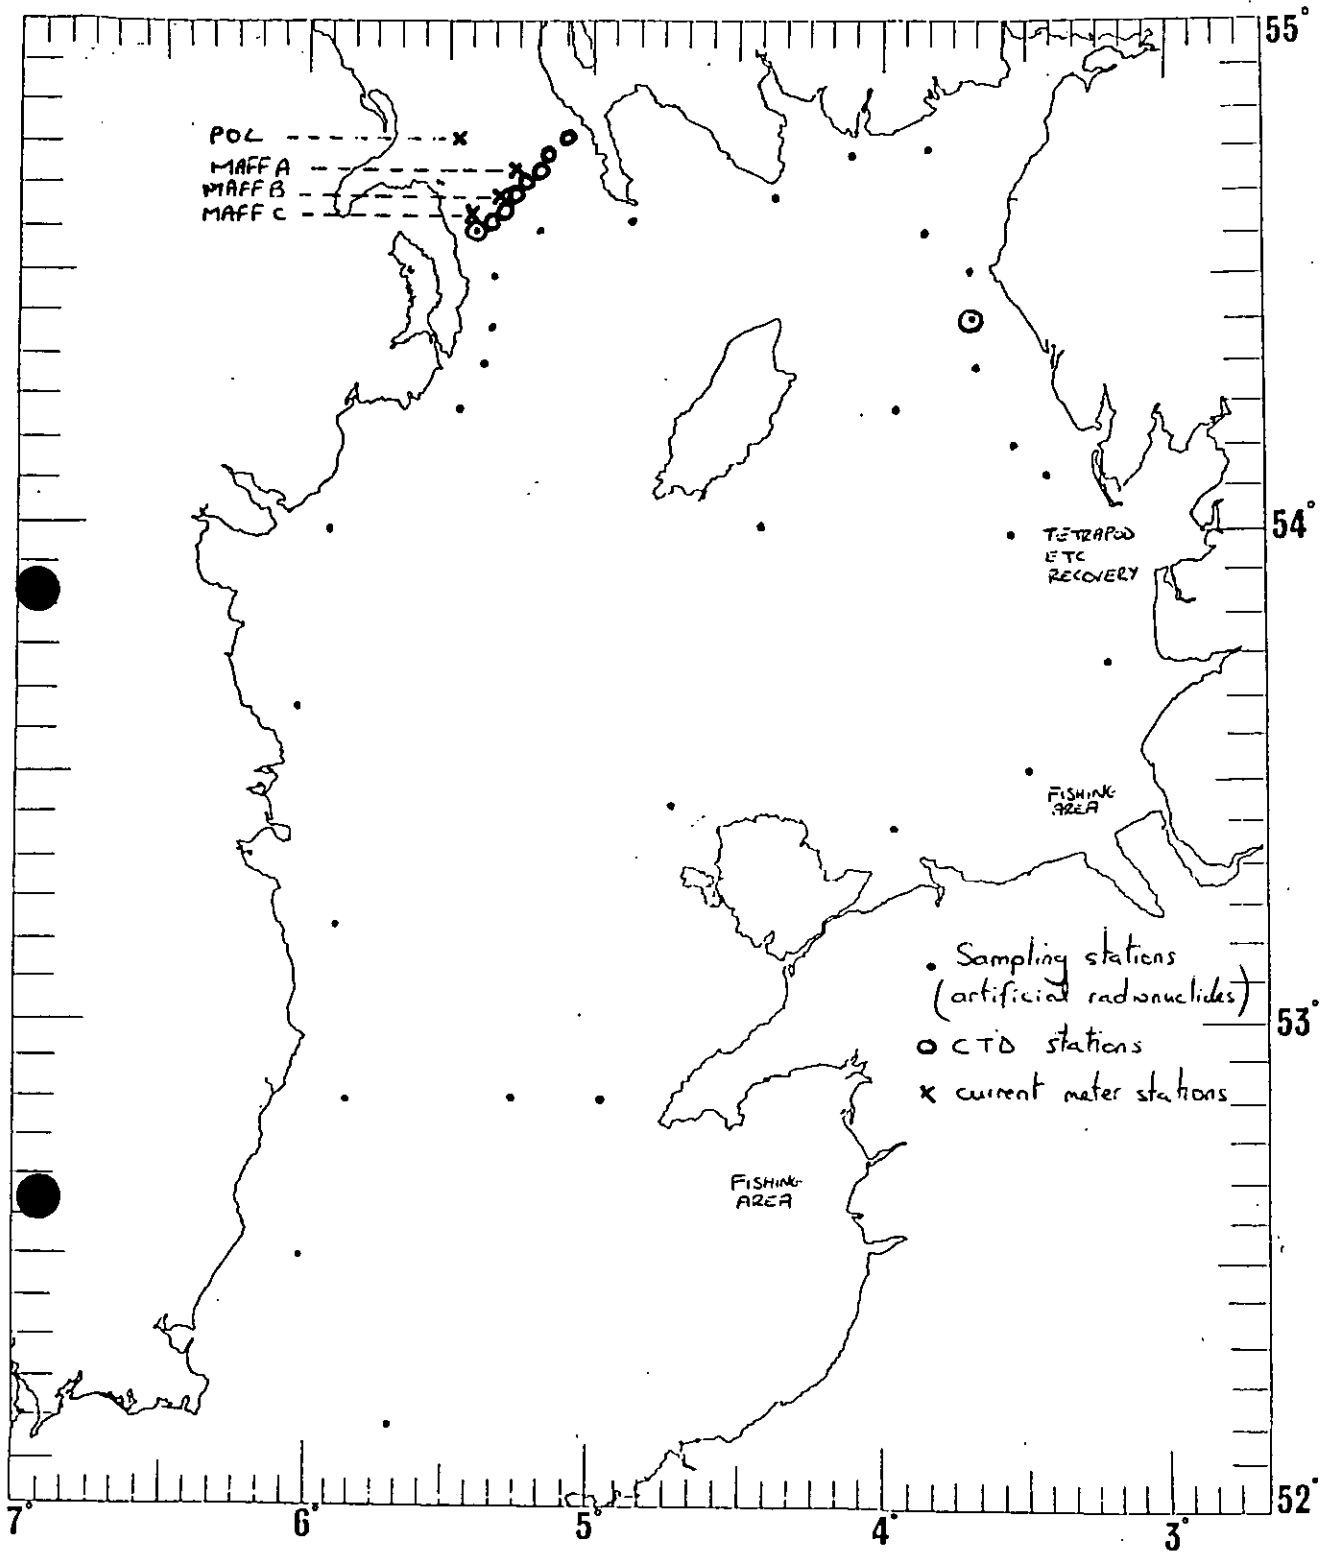 55°
POL
MAFF A
MAFF B
MAFF C
54°
TETRAPOD
ETC
RECOVERY
FISHING
AREA
• Sampling stations
(artificial radionuclides)
o CTD stations
x current meter stations
53°
FISHING
AREA
52°
7° 6° 5° 4° 3°